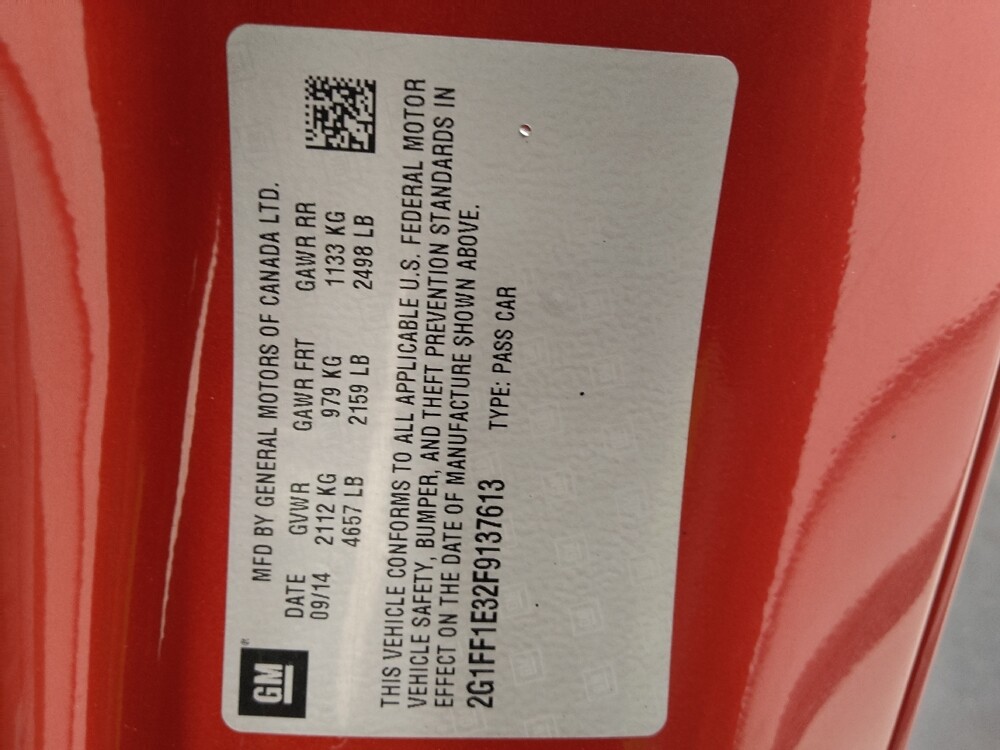 GM
MFD BY GENERAL MOTORS OF CANADA LTD.
DATE GVWR GAWR FRT GAWR RR
09/14 2112 KG 979 KG 1133 KG
4657 LB 2159 LB 2498 LB
THIS VEHICLE CONFORMS TO ALL APPLICABLE U.S. FEDERAL MOTOR
VEHICLE SAFETY, BUMPER, AND THEFT PREVENTION STANDARDS IN
EFFECT ON THE DATE OF MANUFACTURE SHOWN ABOVE.
2G1FF1E32F9137613 TYPE: PASS CAR